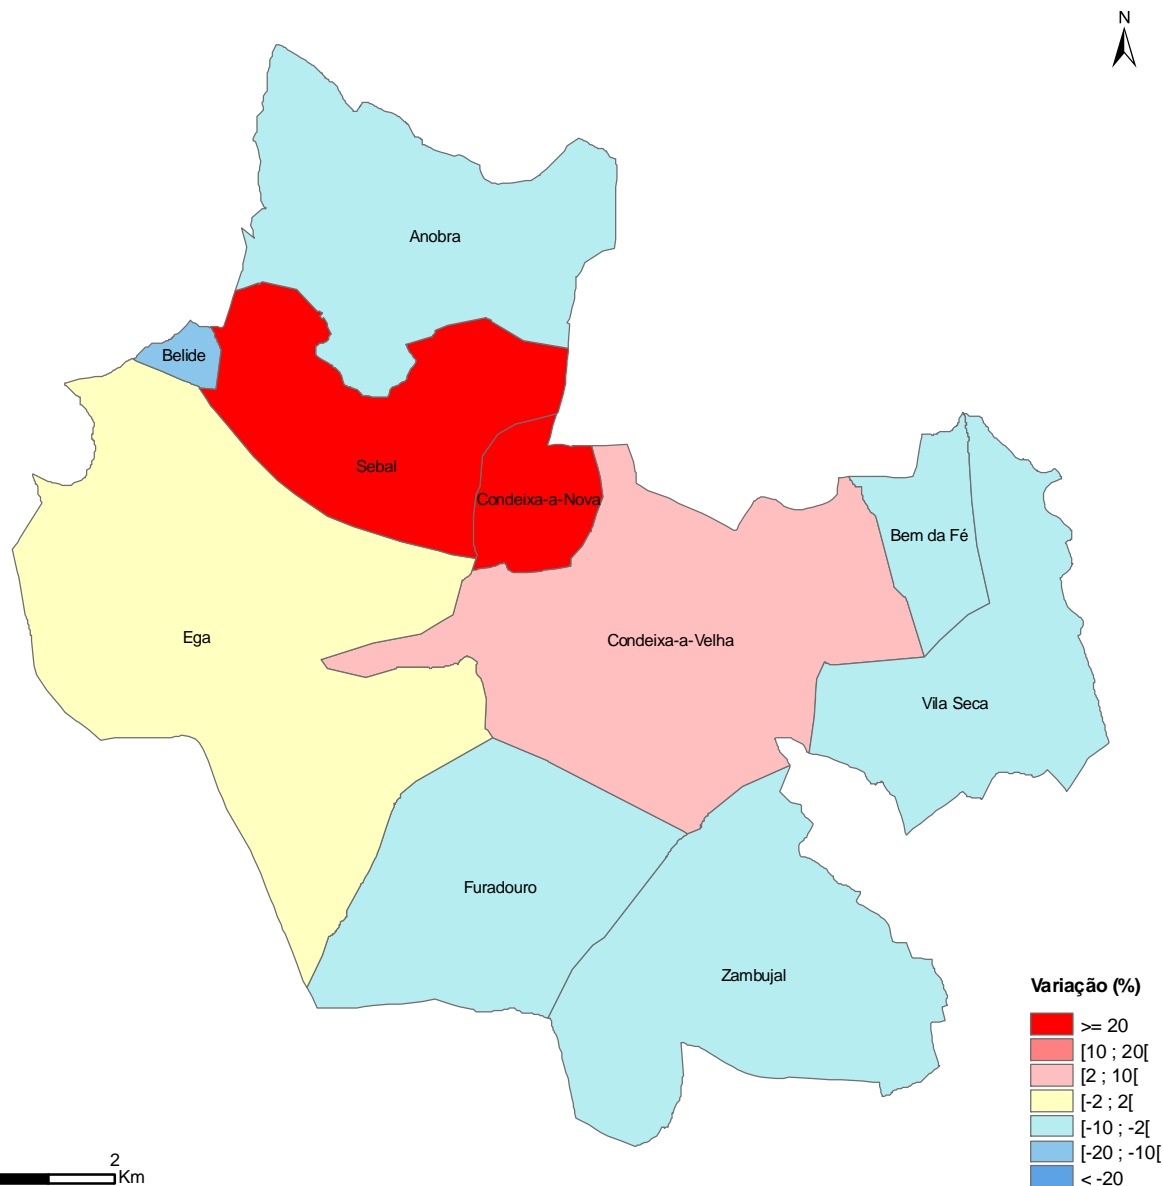 N
Anobra
Belide
Sebal
Condeixa-a-Nova
Bem da Fé
Ega
Condeixa-a-Velha
Vila Seca
Furadouro
Zambujal
Variação (%)
>= 20
[10 ; 20[
[2 ; 10[
[-2 ; 2[
[-10 ; -2[
[-20 ; -10[
< -20
2
Km